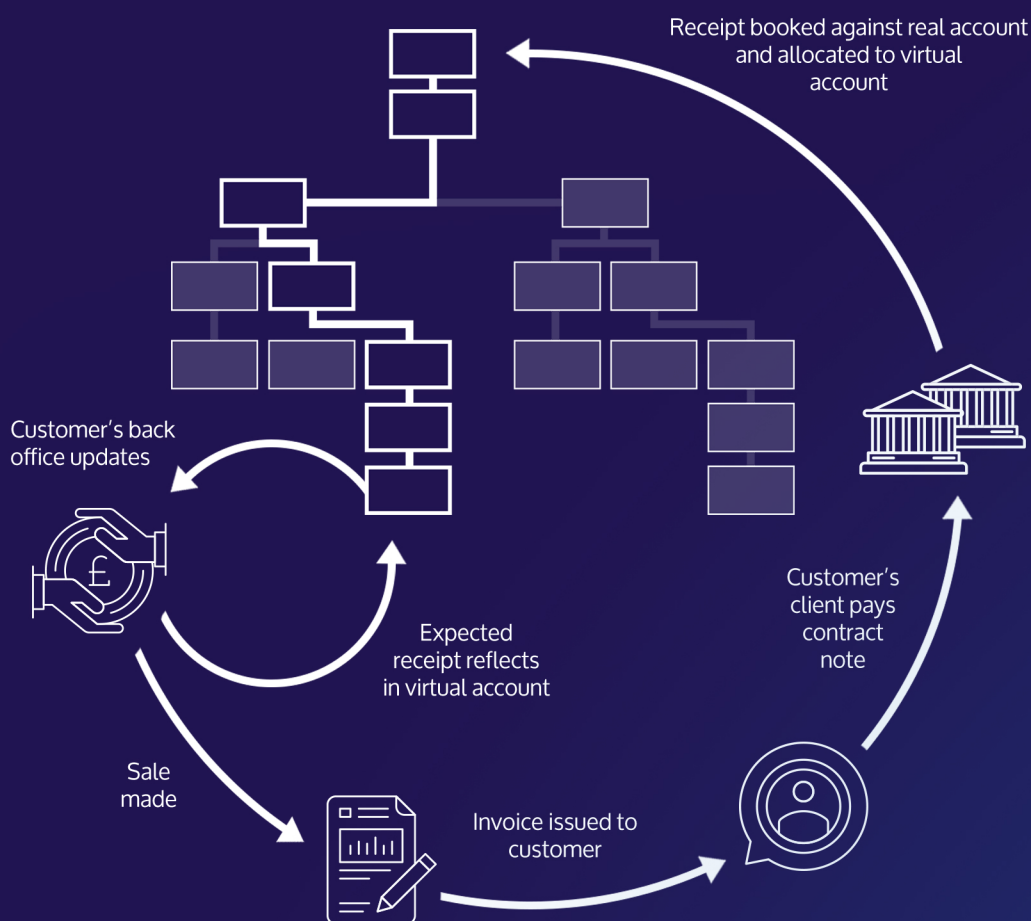 Receipt booked against real account
and allocated to virtual
account
Customer’s back
office updates
£
Expected
receipt reflects
in virtual account
Customer’s
client pays
contract
note
Sale
made
Invoice issued to
customer